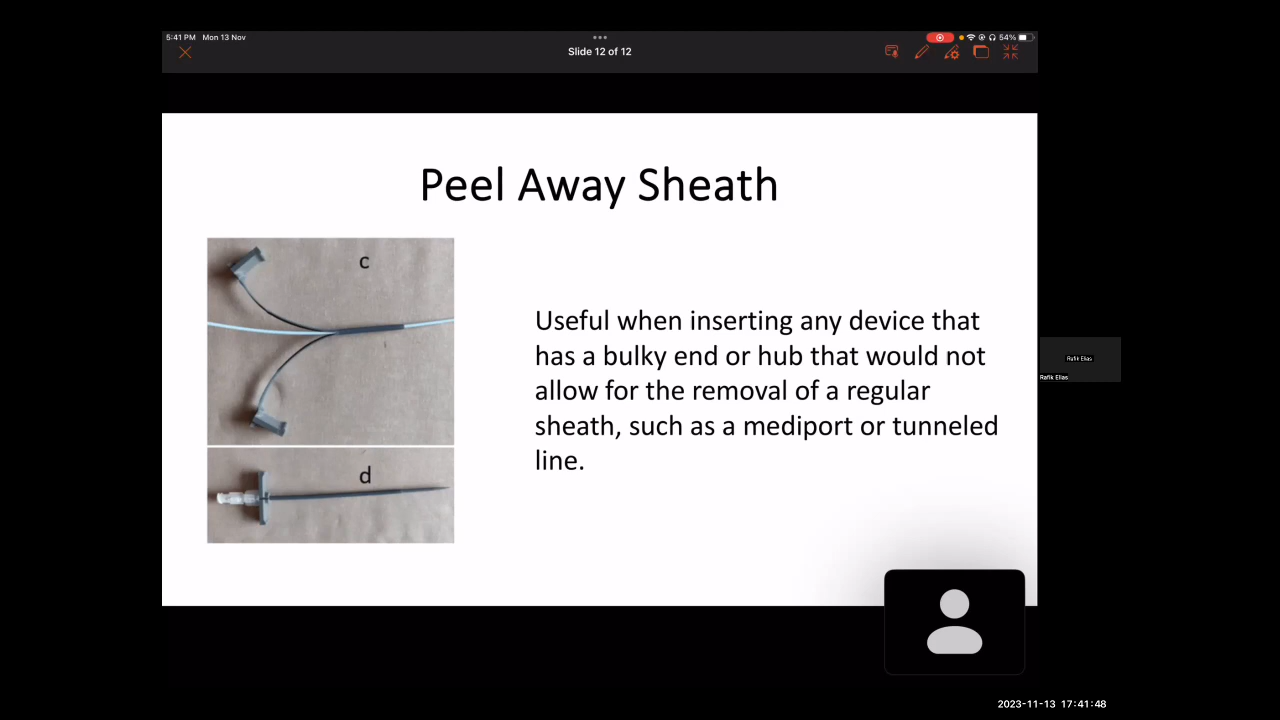 5:41 PM Mon 13 Nov
54%
Slide 12 of 12
Peel Away Sheath
c
d
Useful when inserting any device that
has a bulky end or hub that would not
allow for the removal of a regular
sheath, such as a mediport or tunneled
line.
Rafik Elias
Rafik Elias
2023-11-13 17:41:48